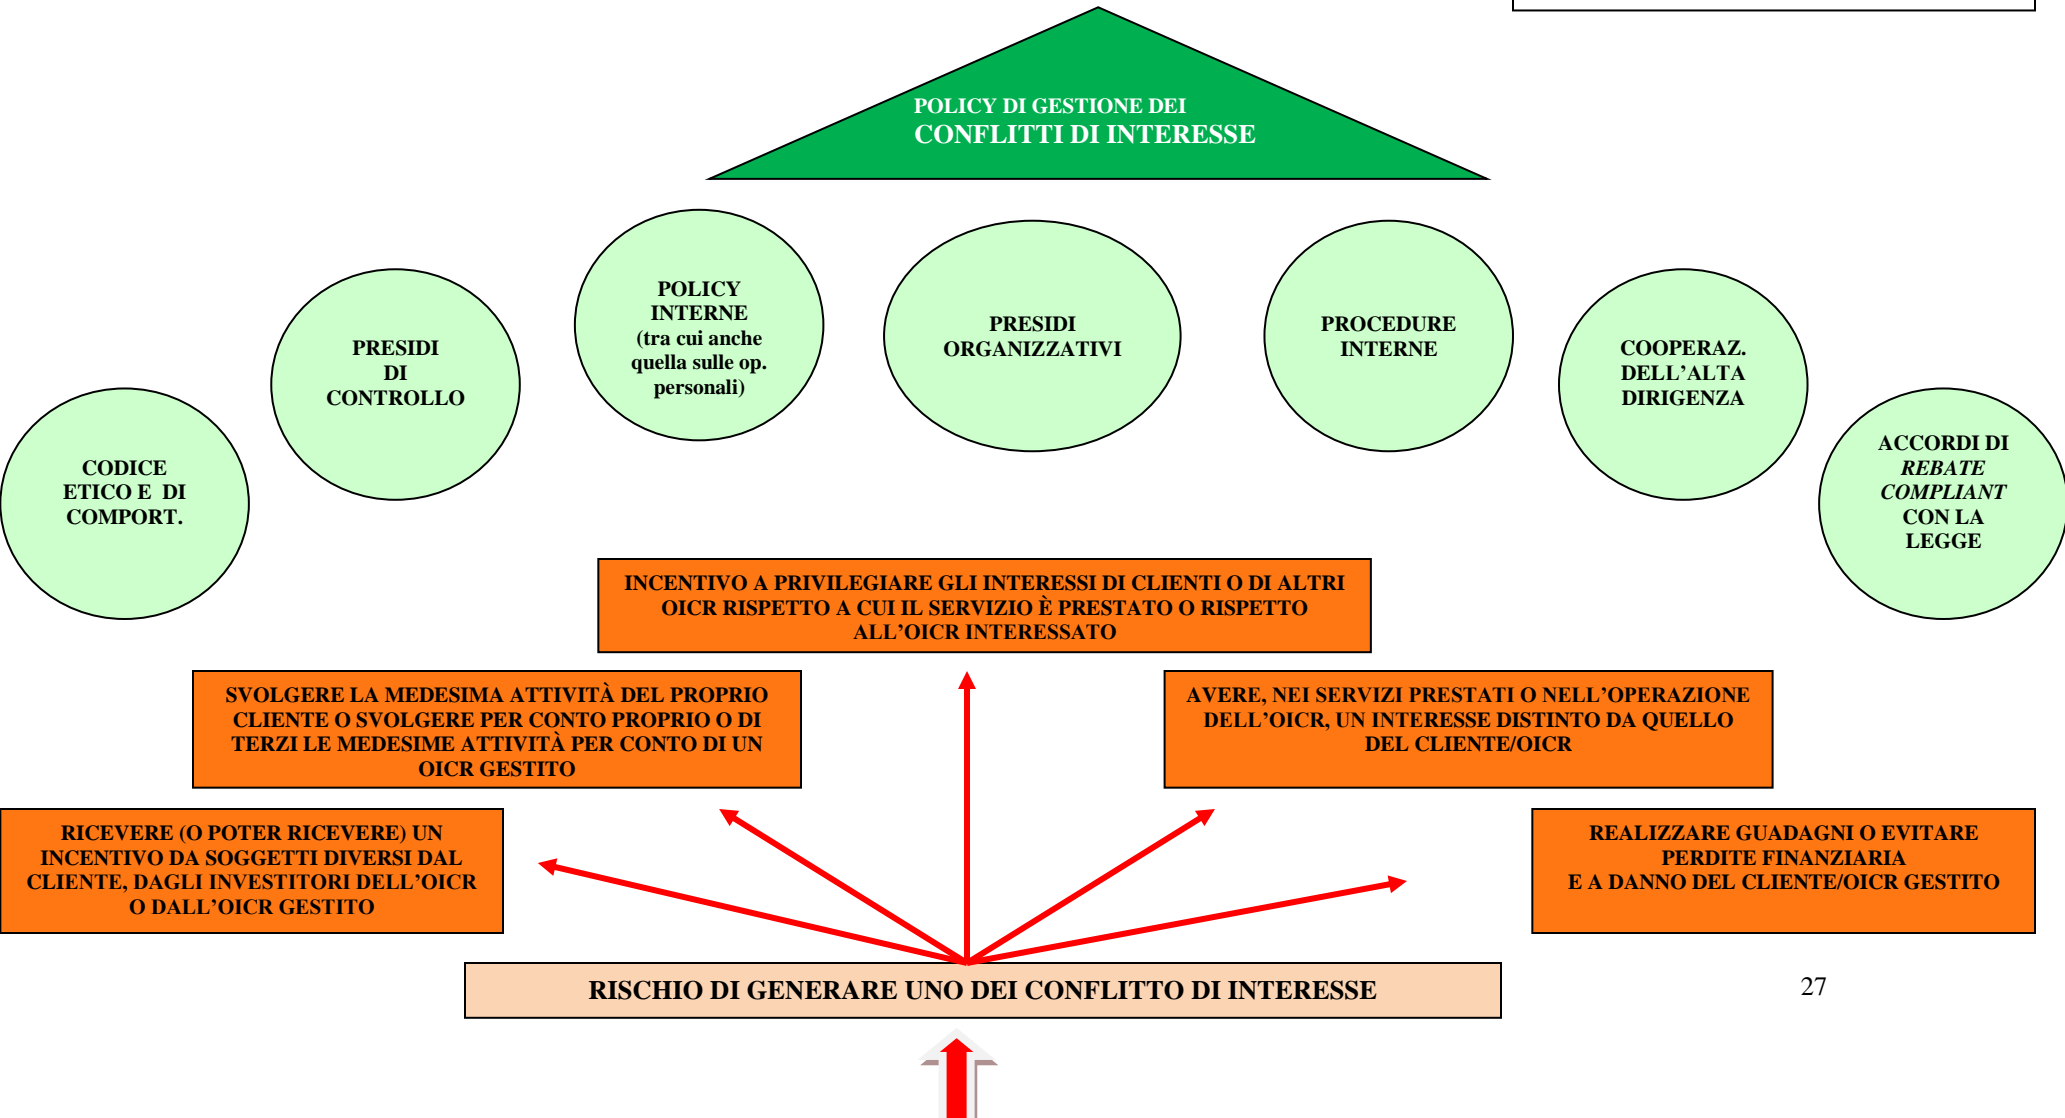 POLICY DI GESTIONE DEI
CONFLITTI DI INTERESSE
CODICE
ETICO E DI
COMPORT.
PRESIDI
DI
CONTROLLO
POLICY
INTERNE
(tra cui anche
quella sulle op.
personali)
PRESIDI
ORGANIZZATIVI
PROCEDURE
INTERNE
COOPERAZ.
DELL’ALTA
DIRIGENZA
ACCORDI DI
REBATE
COMPLIANT
CON LA
LEGGE
INCENTIVO A PRIVILEGIARE GLI INTERESSI DI CLIENTI O DI ALTRI
OICR RISPETTO A CUI IL SERVIZIO È PRESTATO O RISPETTO
ALL’OICR INTERESSATO
SVOLGERE LA MEDESIMA ATTIVITÀ DEL PROPRIO
CLIENTE O SVOLGERE PER CONTO PROPRIO O DI
TERZI LE MEDESIME ATTIVITÀ PER CONTO DI UN
OICR GESTITO
AVERE, NEI SERVIZI PRESTATI O NELL’OPERAZIONE
DELL’OICR, UN INTERESSE DISTINTO DA QUELLO
DEL CLIENTE/OICR
RICEVERE (O POTER RICEVERE) UN
INCENTIVO DA SOGGETTI DIVERSI DAL
CLIENTE, DAGLI INVESTITORI DELL’OICR
O DALL’OICR GESTITO
REALIZZARE GUADAGNI O EVITARE
PERDITE FINANZIARIA
E A DANNO DEL CLIENTE/OICR GESTITO
RISCHIO DI GENERARE UNO DEI CONFLITTO DI INTERESSE
27